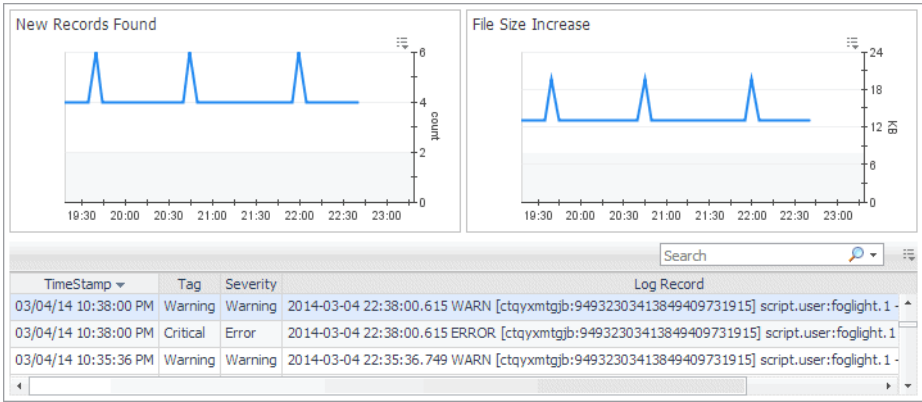 New Records Found
6
4
2
0
count
19:30 20:00 20:30 21:00 21:30 22:00 22:30 23:00
File Size Increase
24
18
12
6
0
KB
19:30 20:00 20:30 21:00 21:30 22:00 22:30 23:00
Search
TimeStamp Tag Severity Log Record
03/04/14 10:38:00 PM Warning Warning 2014-03-04 22:38:00.615 WARN [ctqyxmtgjb:94932303413849409731915] script.user:foglight.1 -
03/04/14 10:38:00 PM Critical Error 2014-03-04 22:38:00.615 ERROR [ctqyxmtgjb:94932303413849409731915] script.user:foglight.1
03/04/14 10:35:36 PM Warning Warning 2014-03-04 22:35:36.749 WARN [ctqyxmtgjb:94932303413849409731915] script.user:foglight.1 -